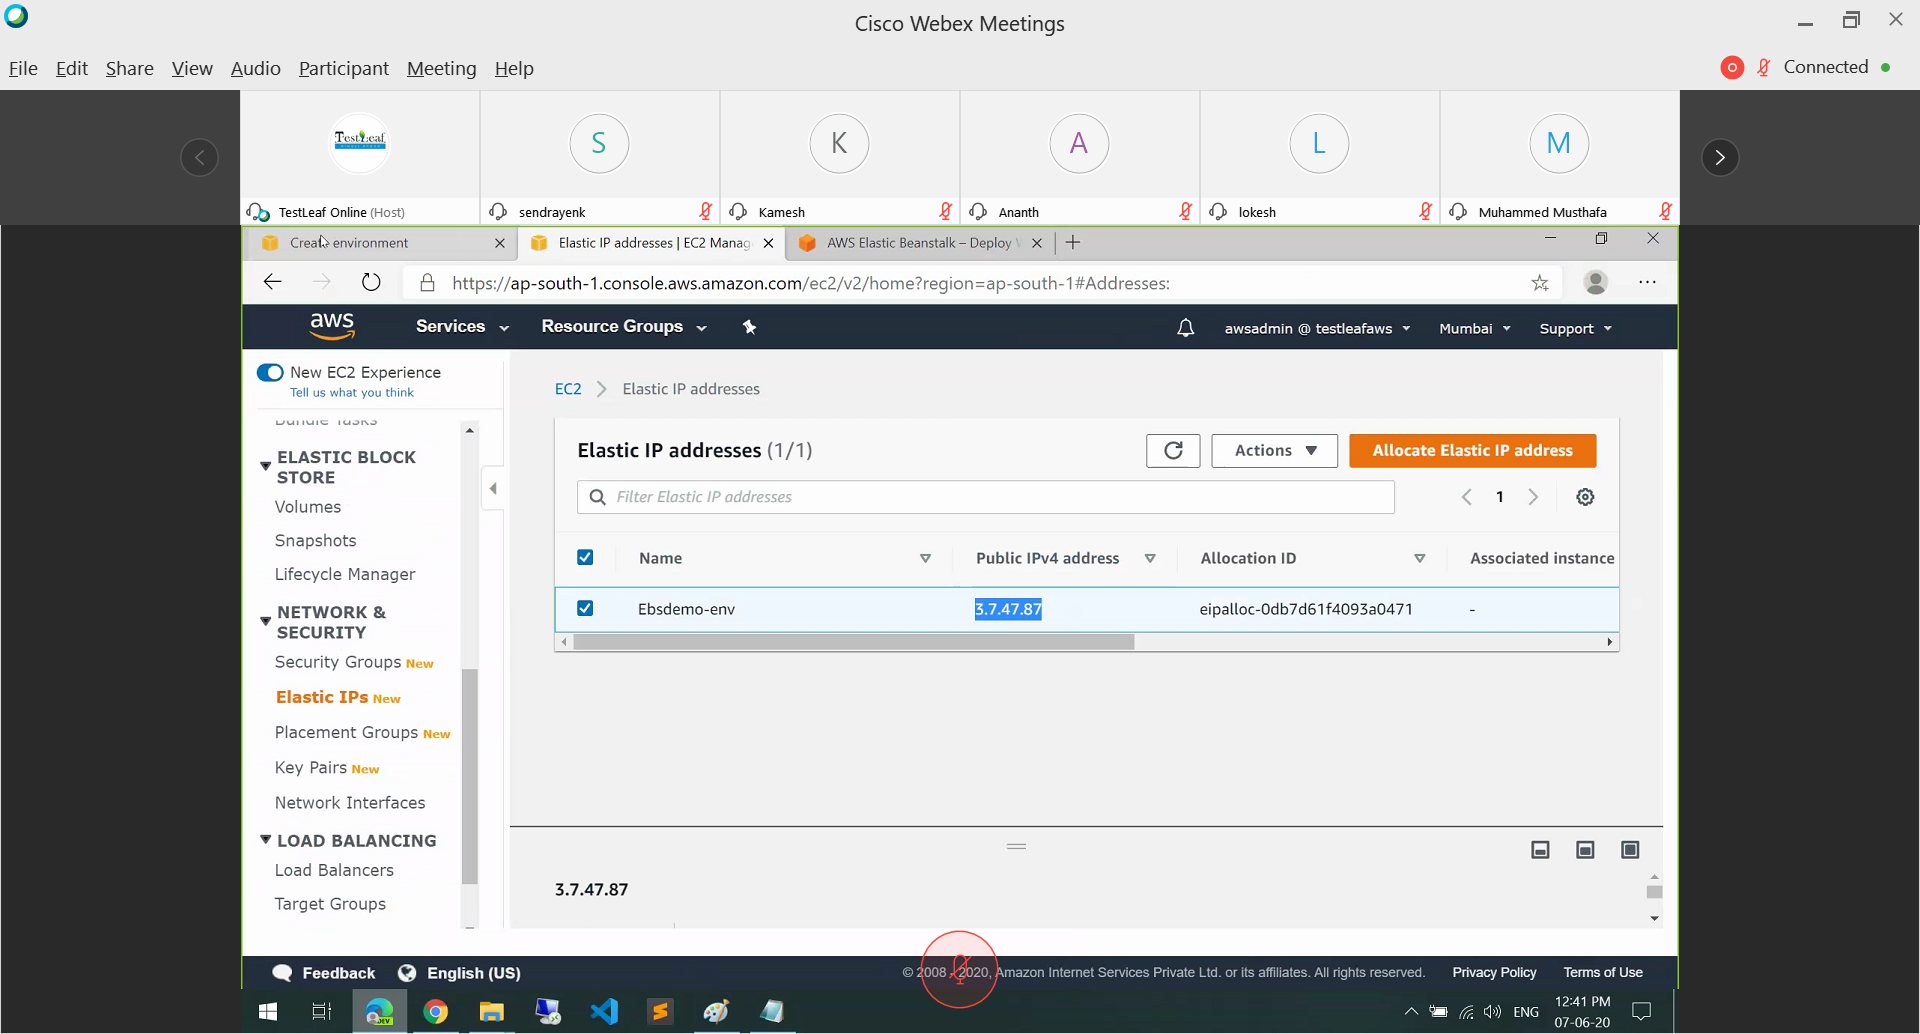 Cisco Webex Meetings
File Edit Share View Audio Participant Meeting Help
Connected
TestLeaf
S
K
A
L
M
TestLeaf Online (Host)
sendrayenk
Kamesh
Ananth
lokesh
Muhammed Musthafa
Create environment
Elastic IP addresses | EC2 Manag
AWS Elastic Beanstalk – Deploy W
https://ap-south-1.console.aws.amazon.com/ec2/v2/home?region=ap-south-1#Addresses:
aws
Services
Resource Groups
awsadmin @ testleafaws
Mumbai
Support
New EC2 Experience
Tell us what you think
Bundle Tasks
ELASTIC BLOCK
STORE
Volumes
Snapshots
Lifecycle Manager
NETWORK &
SECURITY
Security Groups New
Elastic IPs New
Placement Groups New
Key Pairs New
Network Interfaces
LOAD BALANCING
Load Balancers
Target Groups
EC2 > Elastic IP addresses
Elastic IP addresses (1/1)
Actions
Allocate Elastic IP address
Filter Elastic IP addresses
1
Name
Public IPv4 address
Allocation ID
Associated instance
Ebsdemo-env
3.7.47.87
eipalloc-0db7d61f4093a0471
-
3.7.47.87
Feedback
English (US)
© 2008 - 2020, Amazon Internet Services Private Ltd. or its affiliates. All rights reserved.
Privacy Policy
Terms of Use
DEV
ENG
12:41 PM
07-06-20